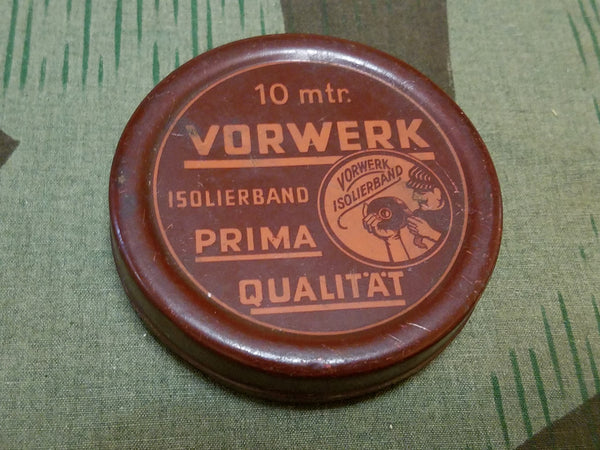 10 mtr.
VORWERK
ISOLIERBAND
VORWERK
ISOLIERBAND
PRIMA
QUALITÄT